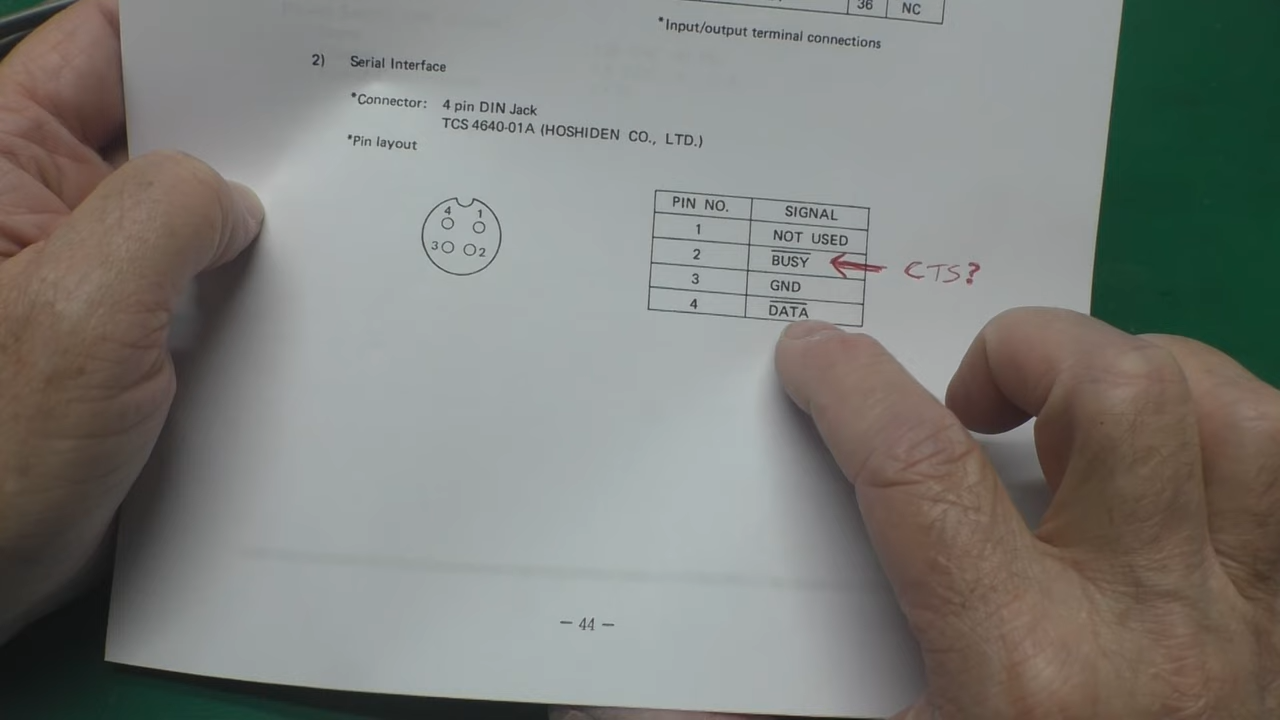 36 NC
*Input/output terminal connections
2) Serial Interface
*Connector: 4 pin DIN Jack
TCS 4640-01A (HOSHIDEN CO., LTD.)
*Pin layout
4 1
3 2
PIN NO. SIGNAL
1 NOT USED
2 B̅U̅S̅Y̅ ← CTS?
3 GND
4 D̅A̅T̅A̅
— 44 —